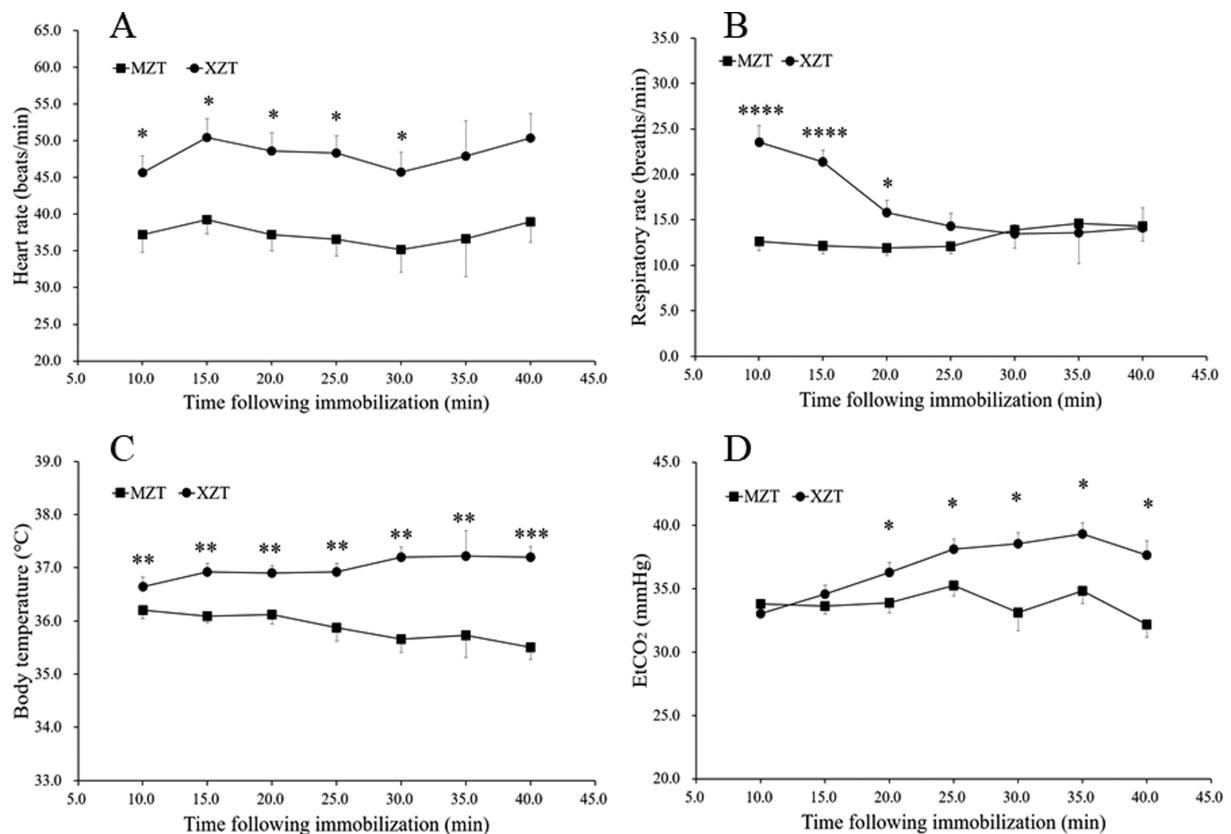 A
65.0
60.0
55.0
50.0
45.0
40.0
35.0
30.0
25.0
20.0
Heart rate (beats/min)
MZT XZT
* * * * *
5.0 10.0 15.0 20.0 25.0 30.0 35.0 40.0 45.0
Time following immobilization (min)
B
35.0
30.0
25.0
20.0
15.0
10.0
5.0
0.0
Respiratory rate (breaths/min)
MZT XZT
**** **** *
5.0 10.0 15.0 20.0 25.0 30.0 35.0 40.0 45.0
Time following immobilization (min)
C
39.0
38.0
37.0
36.0
35.0
34.0
33.0
Body temperature (°C)
MZT XZT
** ** ** ** ** ** ***
5.0 10.0 15.0 20.0 25.0 30.0 35.0 40.0 45.0
Time following immobilization (min)
D
45.0
40.0
35.0
30.0
25.0
20.0
EtCO₂ (mmHg)
MZT XZT
* * * * *
5.0 10.0 15.0 20.0 25.0 30.0 35.0 40.0 45.0
Time following immobilization (min)